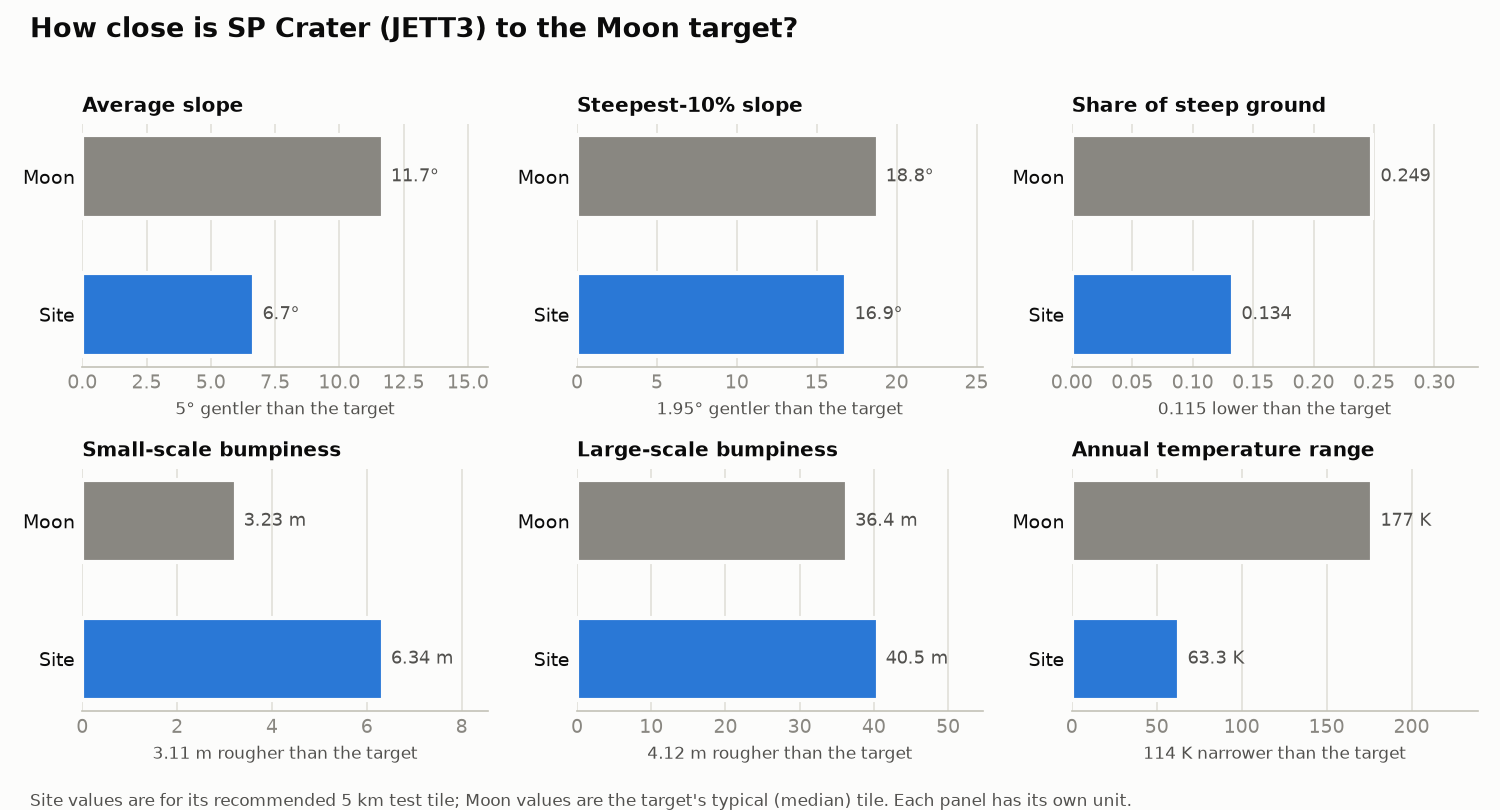 How close is SP Crater (JETT3) to the Moon target?
Average slope
Moon 11.7°
Site 6.7°
0.0 2.5 5.0 7.5 10.0 12.5 15.0
5° gentler than the target
Steepest-10% slope
Moon 18.8°
Site 16.9°
0 5 10 15 20 25
1.95° gentler than the target
Share of steep ground
Moon 0.249
Site 0.134
0.00 0.05 0.10 0.15 0.20 0.25 0.30
0.115 lower than the target
Small-scale bumpiness
Moon 3.23 m
Site 6.34 m
0 2 4 6 8
3.11 m rougher than the target
Large-scale bumpiness
Moon 36.4 m
Site 40.5 m
0 10 20 30 40 50
4.12 m rougher than the target
Annual temperature range
Moon 177 K
Site 63.3 K
0 50 100 150 200
114 K narrower than the target
Site values are for its recommended 5 km test tile; Moon values are the target's typical (median) tile. Each panel has its own unit.